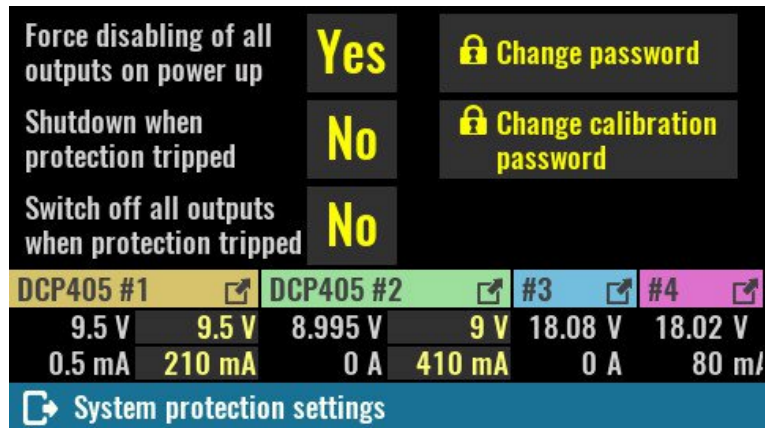 Force disabling of all
outputs on power up
Yes
Change password
Shutdown when
protection tripped
No
Change calibration
password
Switch off all outputs
when protection tripped
No
DCP405 #1 DCP405 #2 #3 #4
9.5 V 9.5 V 8.995 V 9 V 18.08 V 18.02 V
0.5 mA 210 mA 0 A 410 mA 0 A 80 m
System protection settings